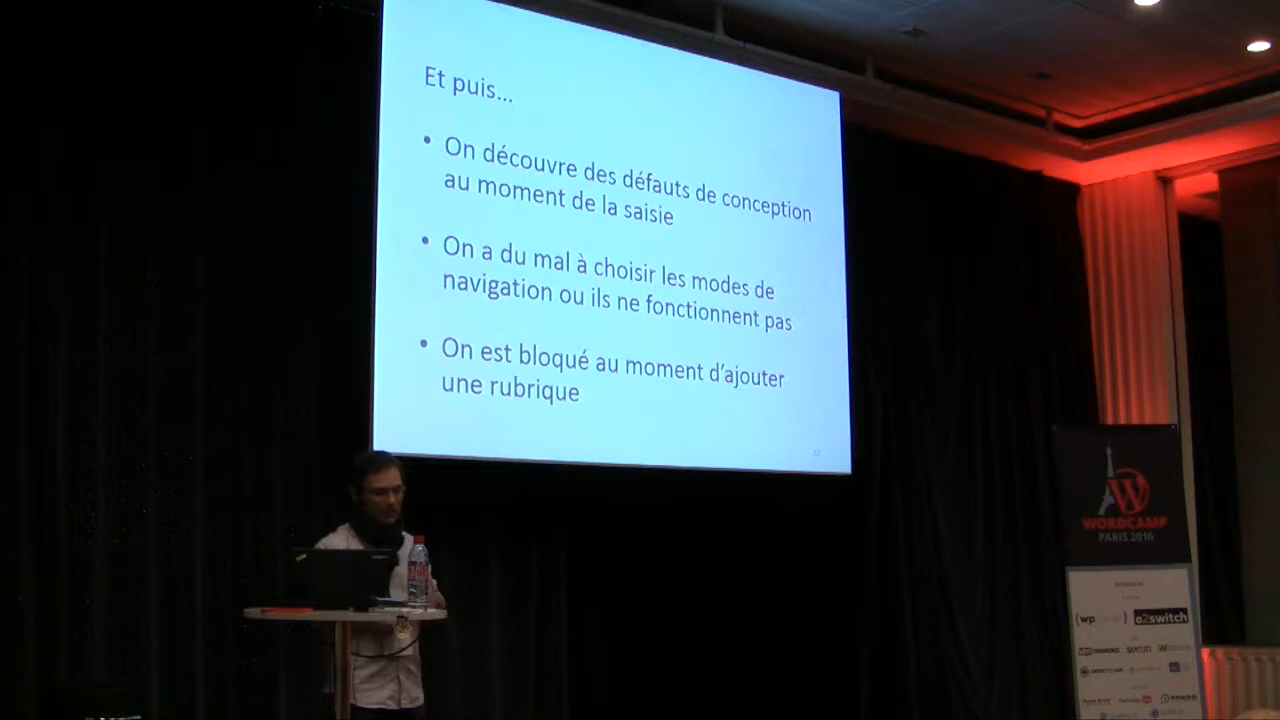 Et puis...
• On découvre des défauts de conception
au moment de la saisie
• On a du mal à choisir les modes de
navigation ou ils ne fonctionnent pas
• On est bloqué au moment d’ajouter
une rubrique
W
WORDCAMP
PARIS 2016
(wp
o2switch